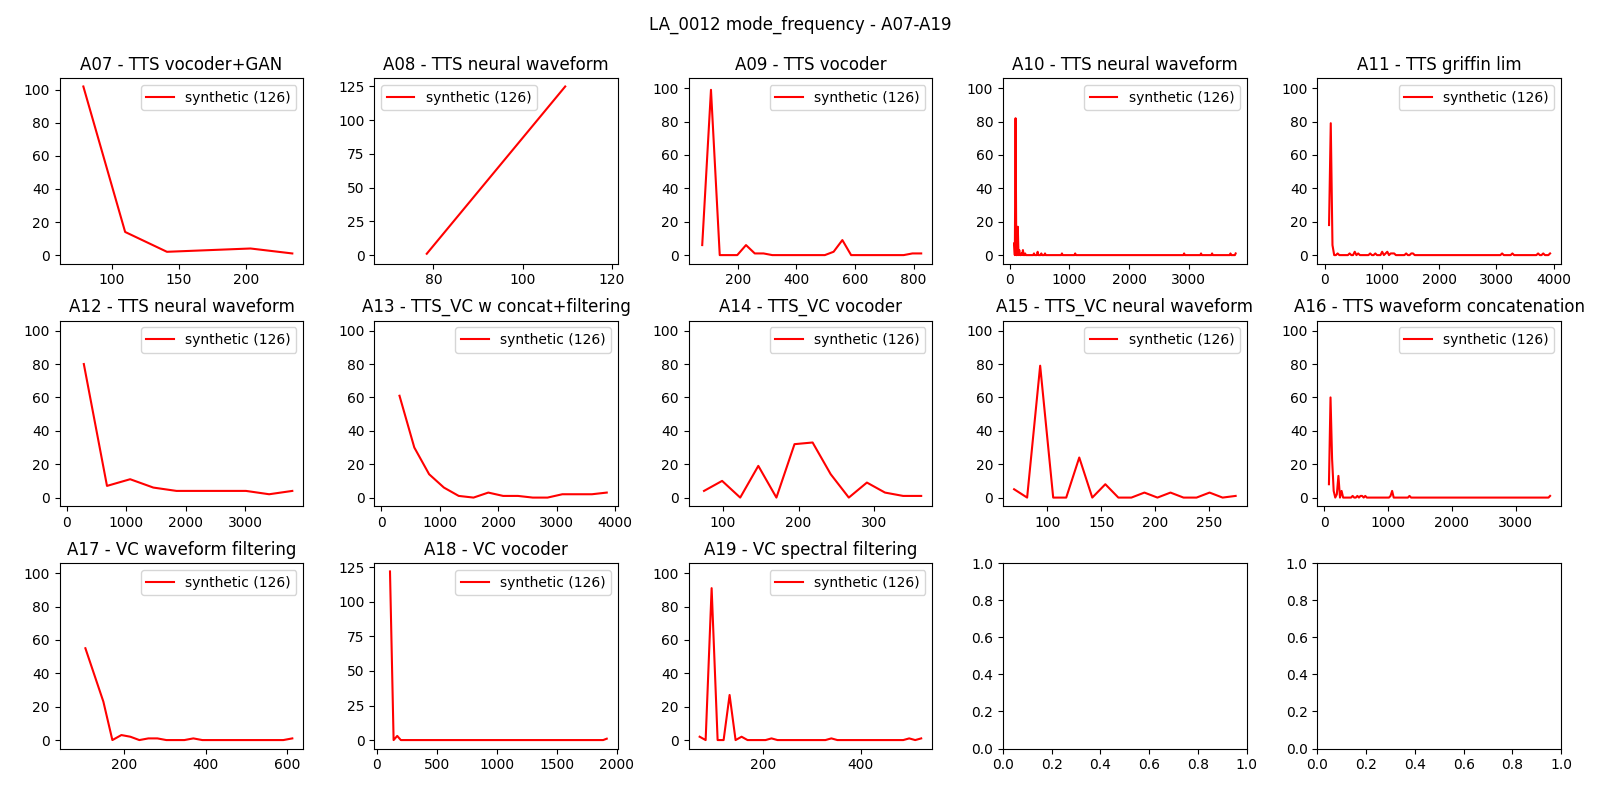 LA_0012 mode_frequency - A07-A19
A07 - TTS vocoder+GAN
A08 - TTS neural waveform
A09 - TTS vocoder
A10 - TTS neural waveform
A11 - TTS griffin lim
synthetic (126)
synthetic (126)
synthetic (126)
synthetic (126)
synthetic (126)
100
80
60
40
20
0
100 150 200
125
100
75
50
25
0
80 100 120
100
80
60
40
20
0
200 400 600 800
100
80
60
40
20
0
0 1000 2000 3000
100
80
60
40
20
0
0 1000 2000 3000 4000
A12 - TTS neural waveform
A13 - TTS_VC w concat+filtering
A14 - TTS_VC vocoder
A15 - TTS_VC neural waveform
A16 - TTS waveform concatenation
synthetic (126)
synthetic (126)
synthetic (126)
synthetic (126)
synthetic (126)
100
80
60
40
20
0
0 1000 2000 3000
100
80
60
40
20
0
0 1000 2000 3000 4000
100
80
60
40
20
0
100 200 300
100
80
60
40
20
0
100 150 200 250
100
80
60
40
20
0
0 1000 2000 3000
A17 - VC waveform filtering
A18 - VC vocoder
A19 - VC spectral filtering
synthetic (126)
synthetic (126)
synthetic (126)
100
80
60
40
20
0
200 400 600
125
100
75
50
25
0
0 500 1000 1500 2000
100
80
60
40
20
0
200 400
1.0
0.8
0.6
0.4
0.2
0.0
0.0 0.2 0.4 0.6 0.8 1.0
1.0
0.8
0.6
0.4
0.2
0.0
0.0 0.2 0.4 0.6 0.8 1.0